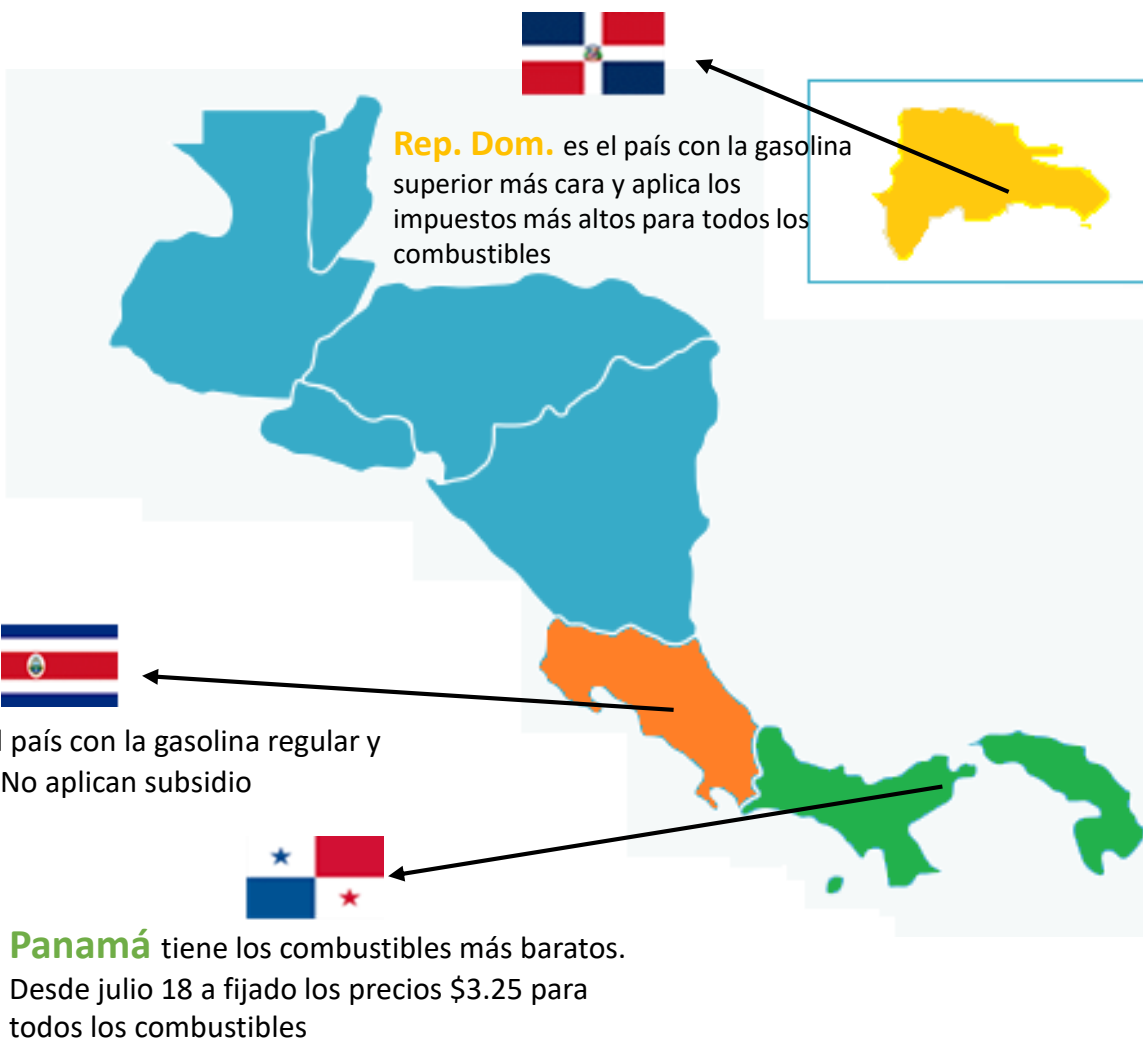 Rep. Dom. es el país con la gasolina
superior más cara y aplica los
impuestos más altos para todos los
combustibles
país con la gasolina regular y
No aplican subsidio
Panamá tiene los combustibles más baratos.
Desde julio 18 a fijado los precios $3.25 para
todos los combustibles